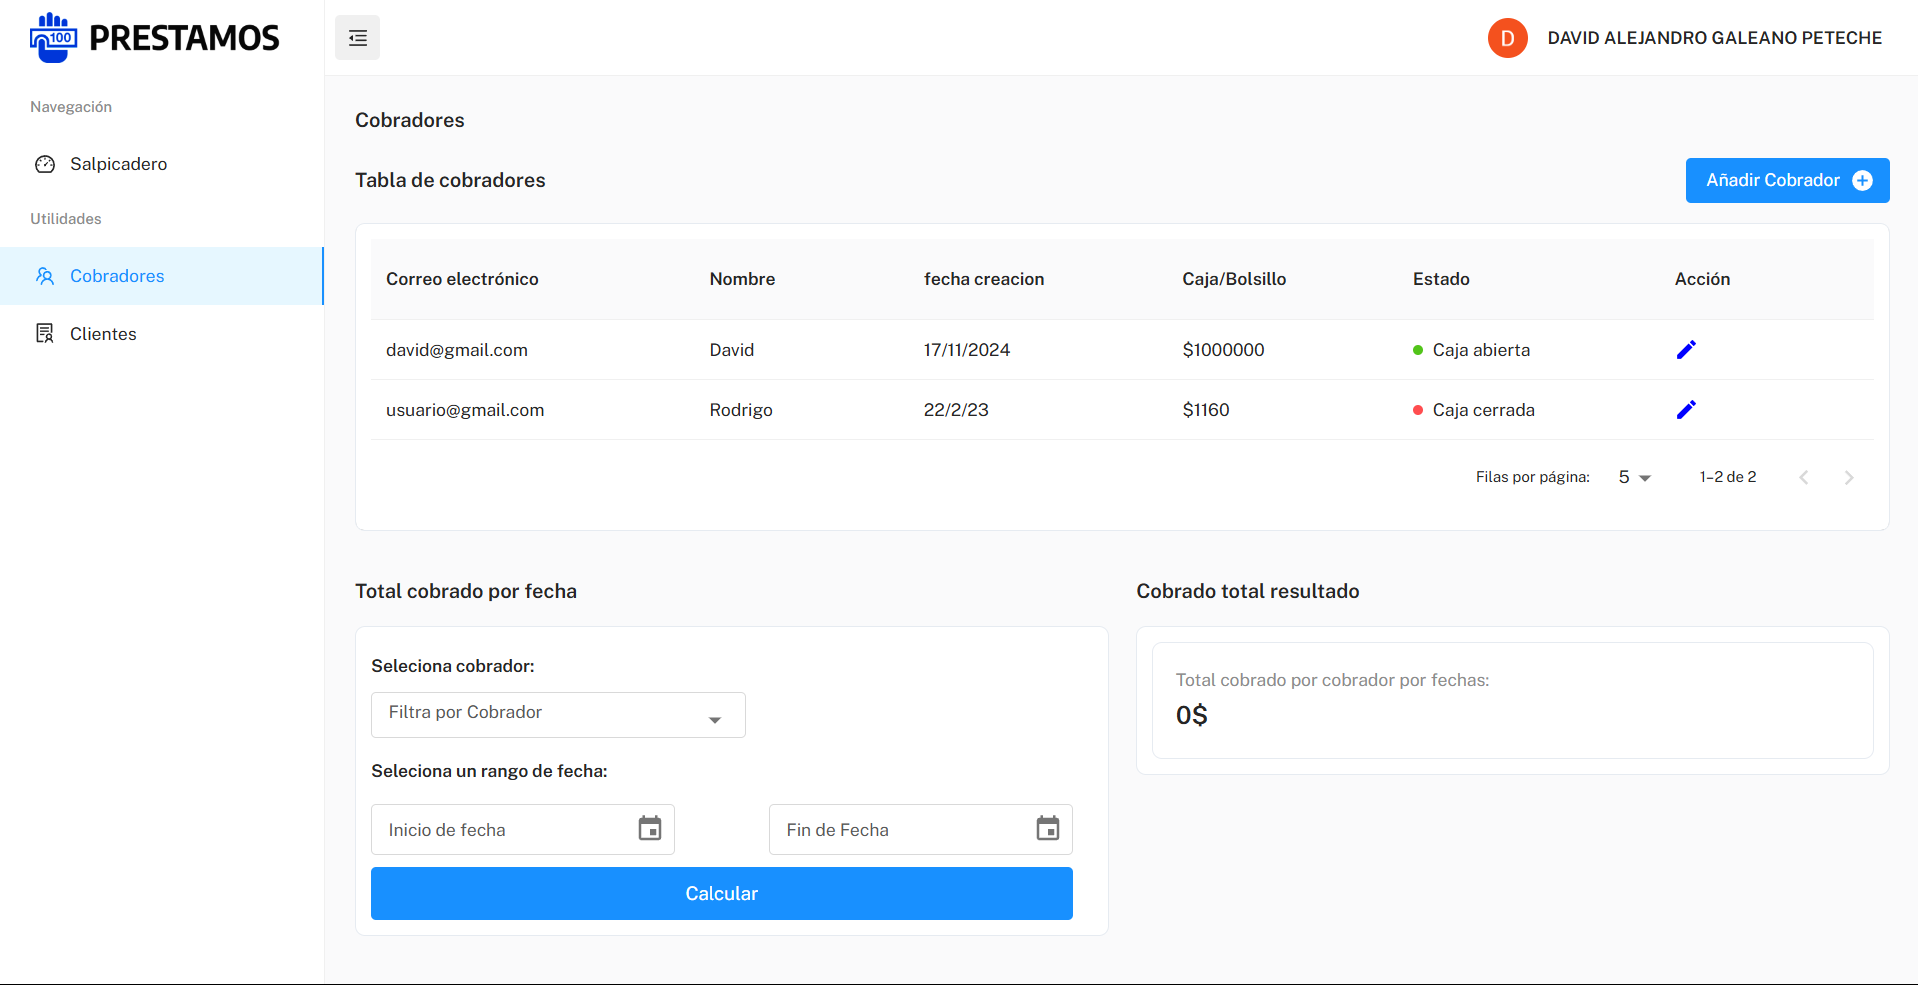 100 PRESTAMOS
D DAVID ALEJANDRO GALEANO PETECHE
Navegación
Salpicadero
Utilidades
Cobradores
Clientes
Cobradores
Tabla de cobradores
Añadir Cobrador
Correo electrónico Nombre fecha creacion Caja/Bolsillo Estado Acción
david@gmail.com David 17/11/2024 $1000000 Caja abierta
usuario@gmail.com Rodrigo 22/2/23 $1160 Caja cerrada
Filas por página: 5 1–2 de 2
Total cobrado por fecha
Seleciona cobrador:
Filtra por Cobrador
Seleciona un rango de fecha:
Inicio de fecha Fin de Fecha
Calcular
Cobrado total resultado
Total cobrado por cobrador por fechas:
0$